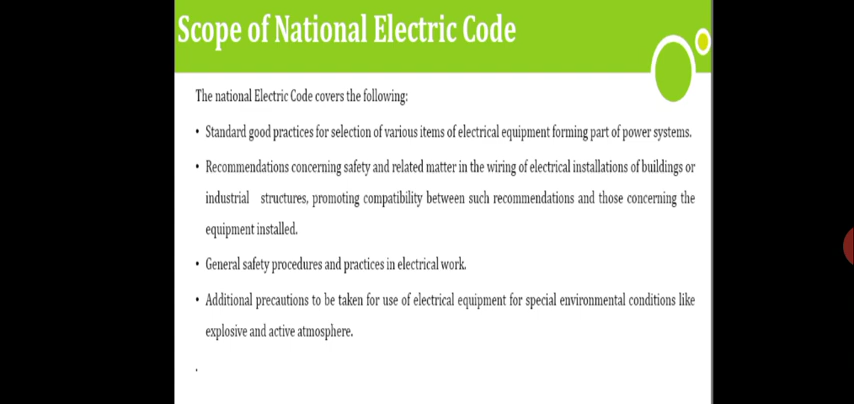 Scope of National Electric Code
The national Electric Code covers the following:
• Standard good practices for selection of various items of electrical equipment forming part of power systems.
• Recommendations concerning safety and related matter in the wiring of electrical installations of buildings or
industrial structures, promoting compatibility between such recommendations and those concerning the
equipment installed.
• General safety procedures and practices in electrical work.
• Additional precautions to be taken for use of electrical equipment for special environmental conditions like
explosive and active atmosphere.
.